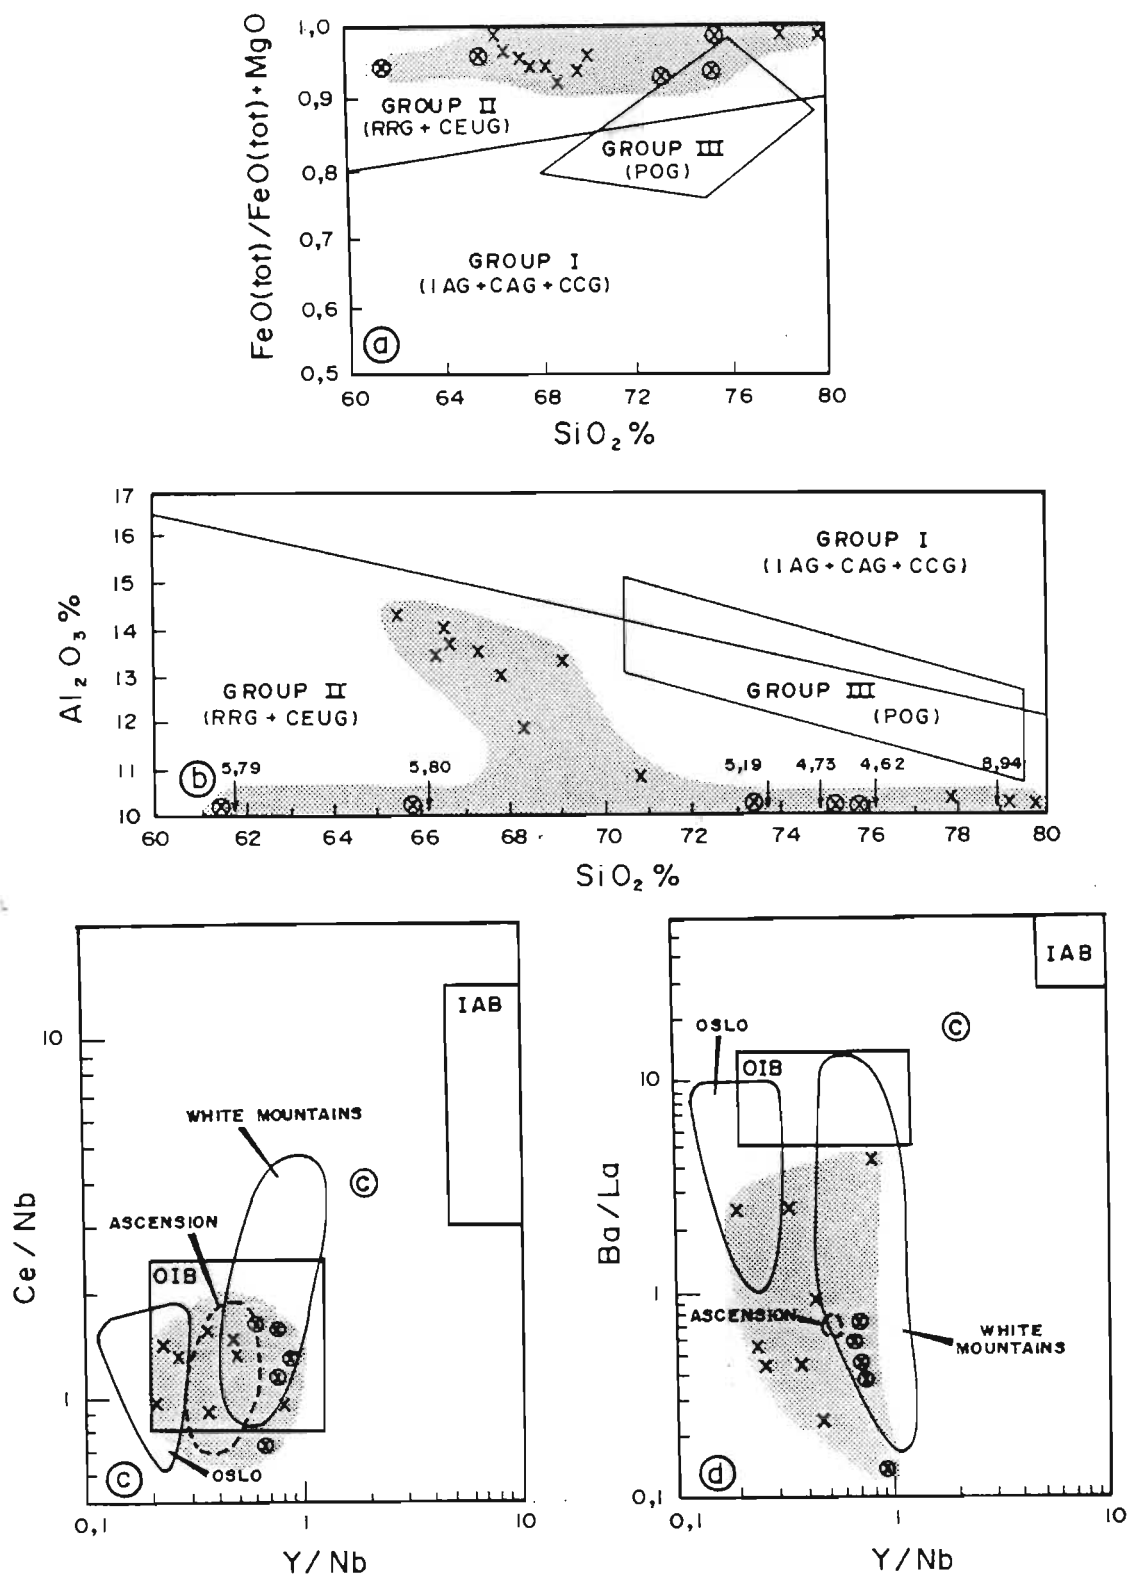 FeO(tot)/FeO(tot)+MgO
1,0
0,9
0,8
0,7
0,6
0,5
GROUP II
(RRG + CEUG)
GROUP III
(POG)
GROUP I
(IAG+CAG+CCG)
a
60 64 68 72 76 80
SiO₂%
Al₂O₃%
17
16
15
14
13
12
11
10
GROUP I
(IAG+CAG+CCG)
GROUP II
(RRG + CEUG)
GROUP III
(POG)
b
5,79 5,80 5,19 4,73 4,62 8,94
60 62 64 66 68 70 72 74 76 78 80
SiO₂%
Ce/Nb
10
1
IAB
WHITE MOUNTAINS
C
ASCENSION
OIB
OSLO
C
0,1 1 10
Y/Nb
Ba/La
10
1
0,1
IAB
OSLO
C
OIB
ASCENSION
WHITE
MOUNTAINS
d
0,1 1 10
Y/Nb